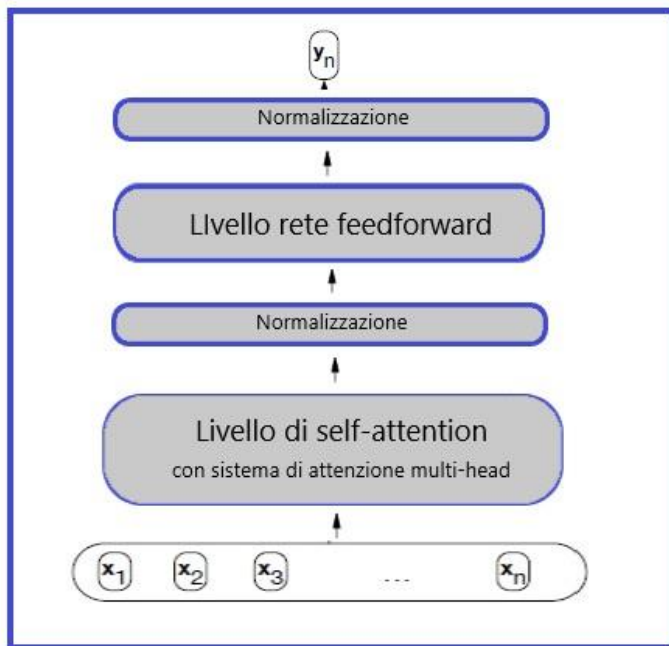 yn
Normalizzazione
LIvello rete feedforward
Normalizzazione
Livello di self-attention
con sistema di attenzione multi-head
x1 x2 x3 ... xn